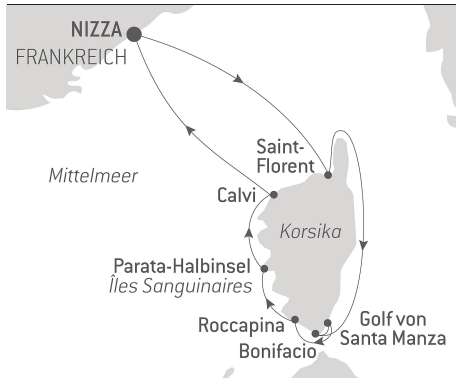 NIZZA
FRANKREICH
Saint-
Florent
Mittelmeer
Calvi
Korsika
Parata-Halbinsel
Îles Sanguinaires
Roccapina
Golf von
Santa Manza
Bonifacio